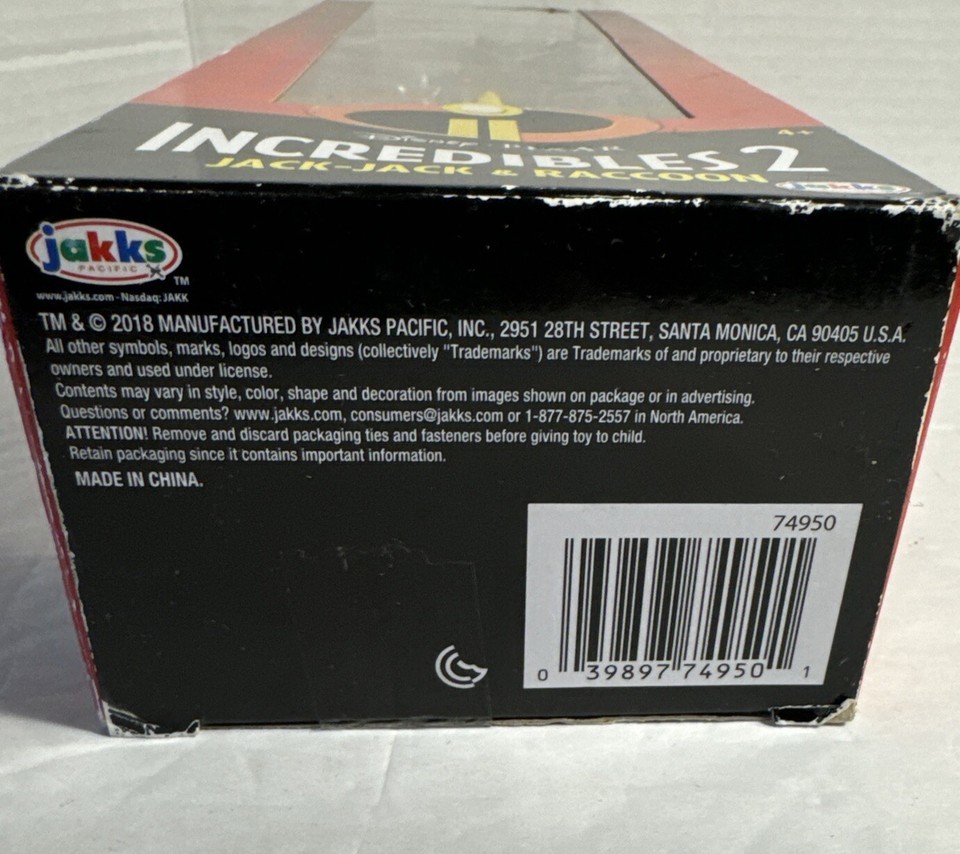 Disney · PIXAR
INCREDIBLES 2
JACK-JACK & RACCOON
4+
jakks
jakks
PACIFIC
TM
www.jakks.com - Nasdaq: JAKK
TM & © 2018 MANUFACTURED BY JAKKS PACIFIC, INC., 2951 28TH STREET, SANTA MONICA, CA 90405 U.S.A.
All other symbols, marks, logos and designs (collectively "Trademarks") are Trademarks of and proprietary to their respective
owners and used under license.
Contents may vary in style, color, shape and decoration from images shown on package or in advertising.
Questions or comments? www.jakks.com, consumers@jakks.com or 1-877-875-2557 in North America.
ATTENTION! Remove and discard packaging ties and fasteners before giving toy to child.
Retain packaging since it contains important information.
MADE IN CHINA.
74950
0 39897 74950 1